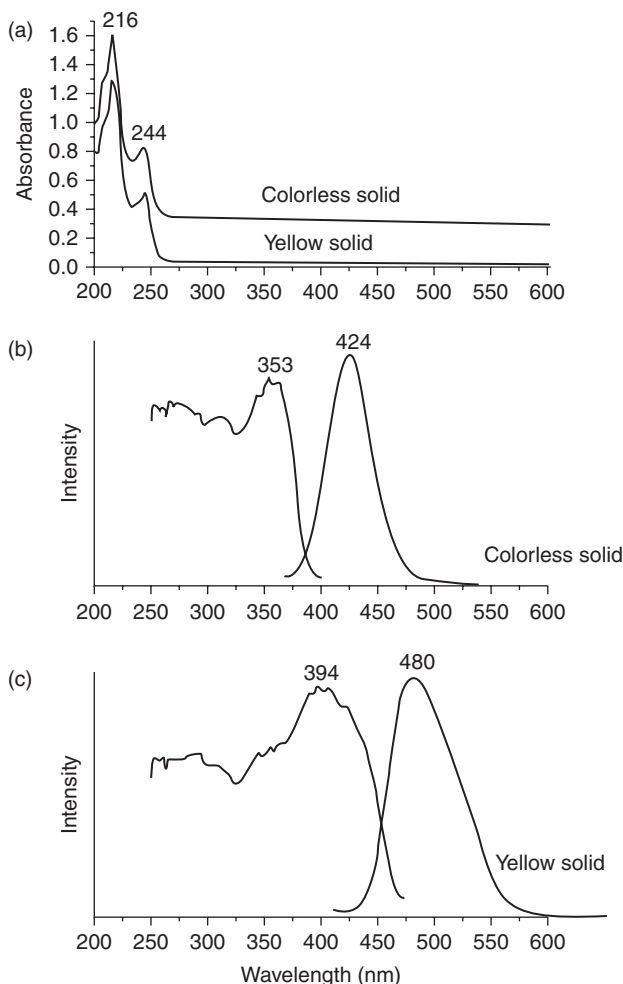 (a)
216
244
Absorbance
1.6
1.4
1.2
1.0
0.8
0.6
0.4
0.2
0.0
Colorless solid
Yellow solid
200 250 300 350 400 450 500 550 600
(b)
353
424
Intensity
Colorless solid
200 250 300 350 400 450 500 550 600
(c)
394
480
Intensity
Yellow solid
200 250 300 350 400 450 500 550 600
Wavelength (nm)